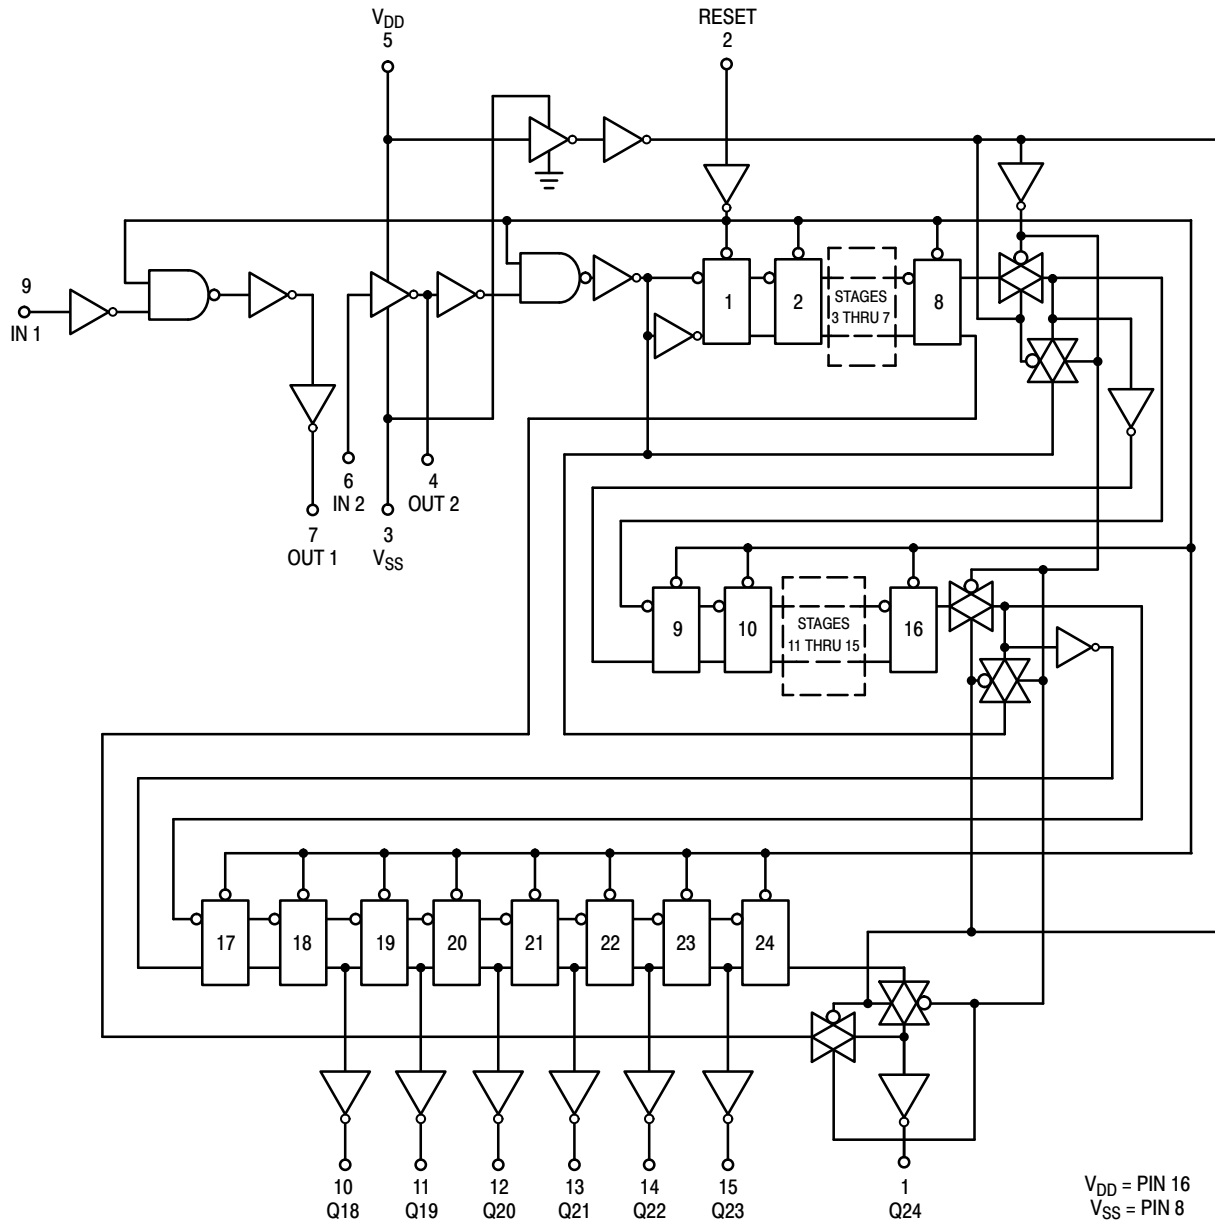 V_DD
5
RESET
2
9
IN 1
1
2
STAGES
3 THRU 7
8
6
IN 2
4
OUT 2
7
OUT 1
3
V_SS
9
10
STAGES
11 THRU 15
16
17
18
19
20
21
22
23
24
10
Q18
11
Q19
12
Q20
13
Q21
14
Q22
15
Q23
1
Q24
V_DD = PIN 16
V_SS = PIN 8